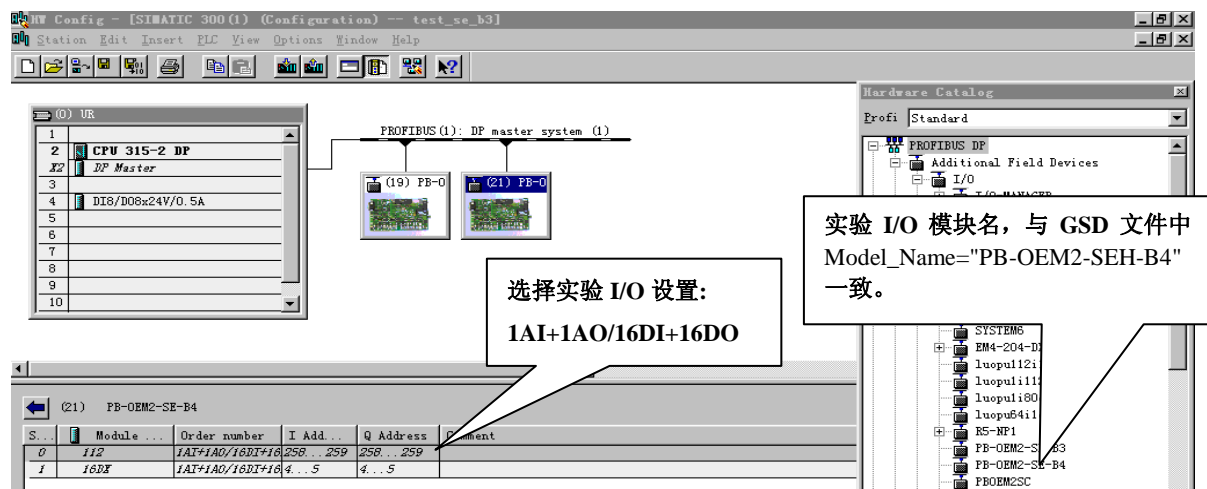 HW Config - [SIMATIC 300(1) (Configuration) -- test_se_b3]
Station Edit Insert PLC View Options Window Help
(0) UR
1
2 CPU 315-2 DP
X2 DP Master
3
4 DI8/DO8x24V/0.5A
5
6
7
8
9
10
PROFIBUS(1): DP master system (1)
(19) PB-O
(21) PB-O
选择实验 I/O 设置:
1AI+1AO/16DI+16DO
Hardware Catalog
Profi Standard
PROFIBUS DP
Additional Field Devices
I/O
I/O-MANAGER
实验 I/O 模块名，与 GSD 文件中
Model_Name="PB-OEM2-SEH-B4"
一致。
SYSTEM6
EM4-204-D
luopu112i
luopu1i112
luopu1i80
luopu64i1
R5-NP1
PB-OEM2-SE-B3
PB-OEM2-SE-B4
PBOEM2SC
(21) PB-OEM2-SE-B4
S... Module ... Order number I Add... Q Address Comment
0 112 1AI+1AO/16DI+16 258...259 258...259
1 16DX 1AI+1AO/16DI+16 4...5 4...5